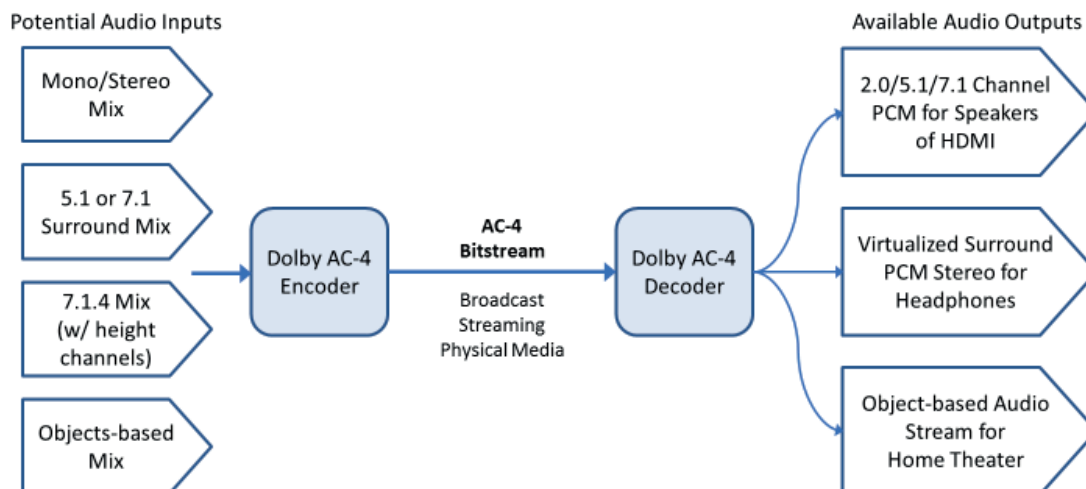 Potential Audio Inputs
Mono/Stereo
Mix
5.1 or 7.1
Surround Mix
7.1.4 Mix
(w/ height
channels)
Objects-based
Mix
Dolby AC-4
Encoder
AC-4
Bitstream
Broadcast
Streaming
Physical Media
Dolby AC-4
Decoder
Available Audio Outputs
2.0/5.1/7.1 Channel
PCM for Speakers
of HDMI
Virtualized Surround
PCM Stereo for
Headphones
Object-based Audio
Stream for
Home Theater